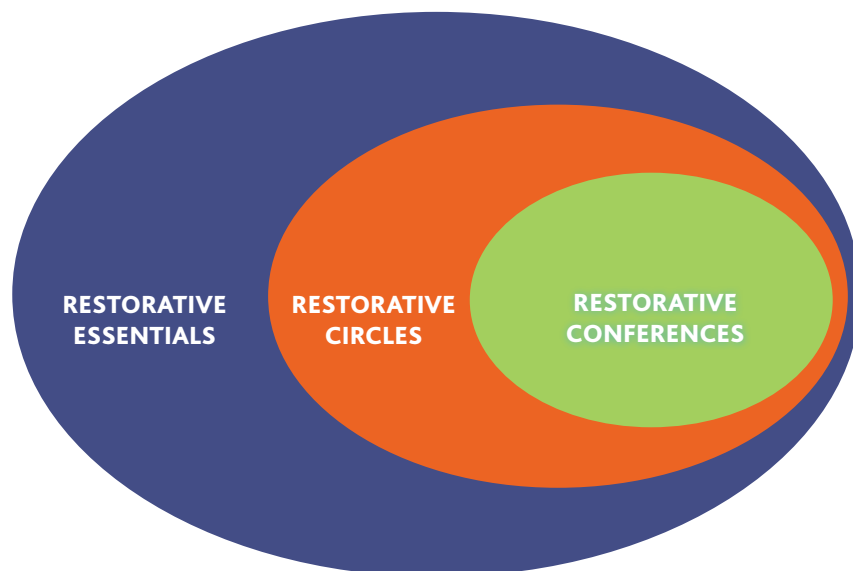 RESTORATIVE
ESSENTIALS
RESTORATIVE
CIRCLES
RESTORATIVE
CONFERENCES